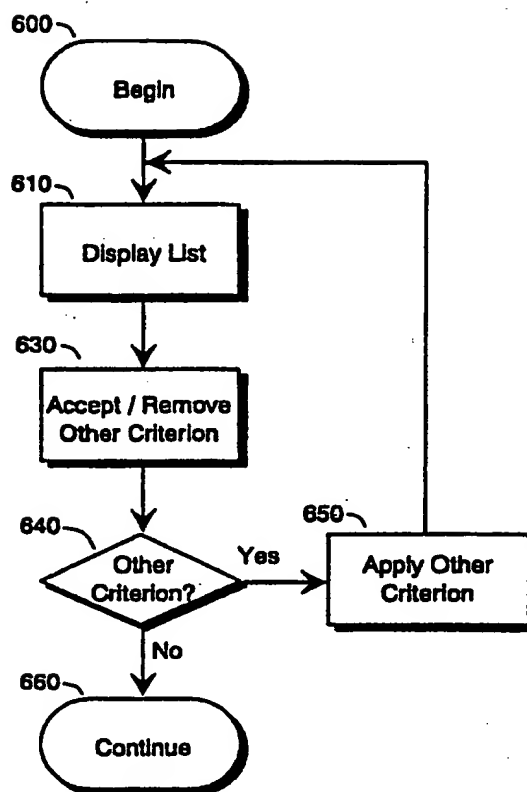 600
Begin
610
Display List
630
Accept / Remove
Other Criterion
640
Other
Criterion?
Yes
650
Apply Other
Criterion
No
660
Continue